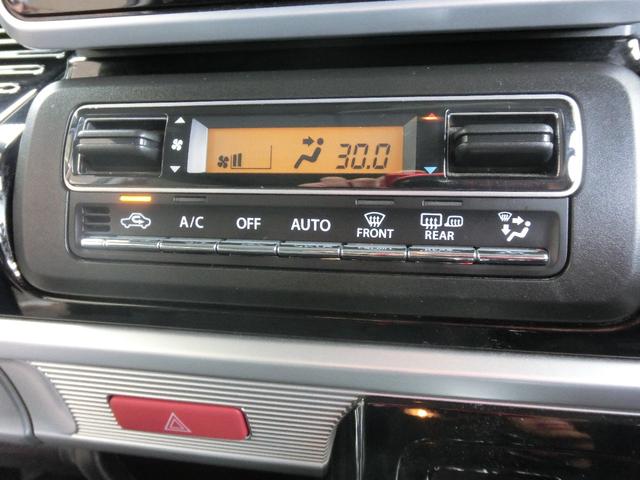 30.0
A/C OFF AUTO FRONT REAR